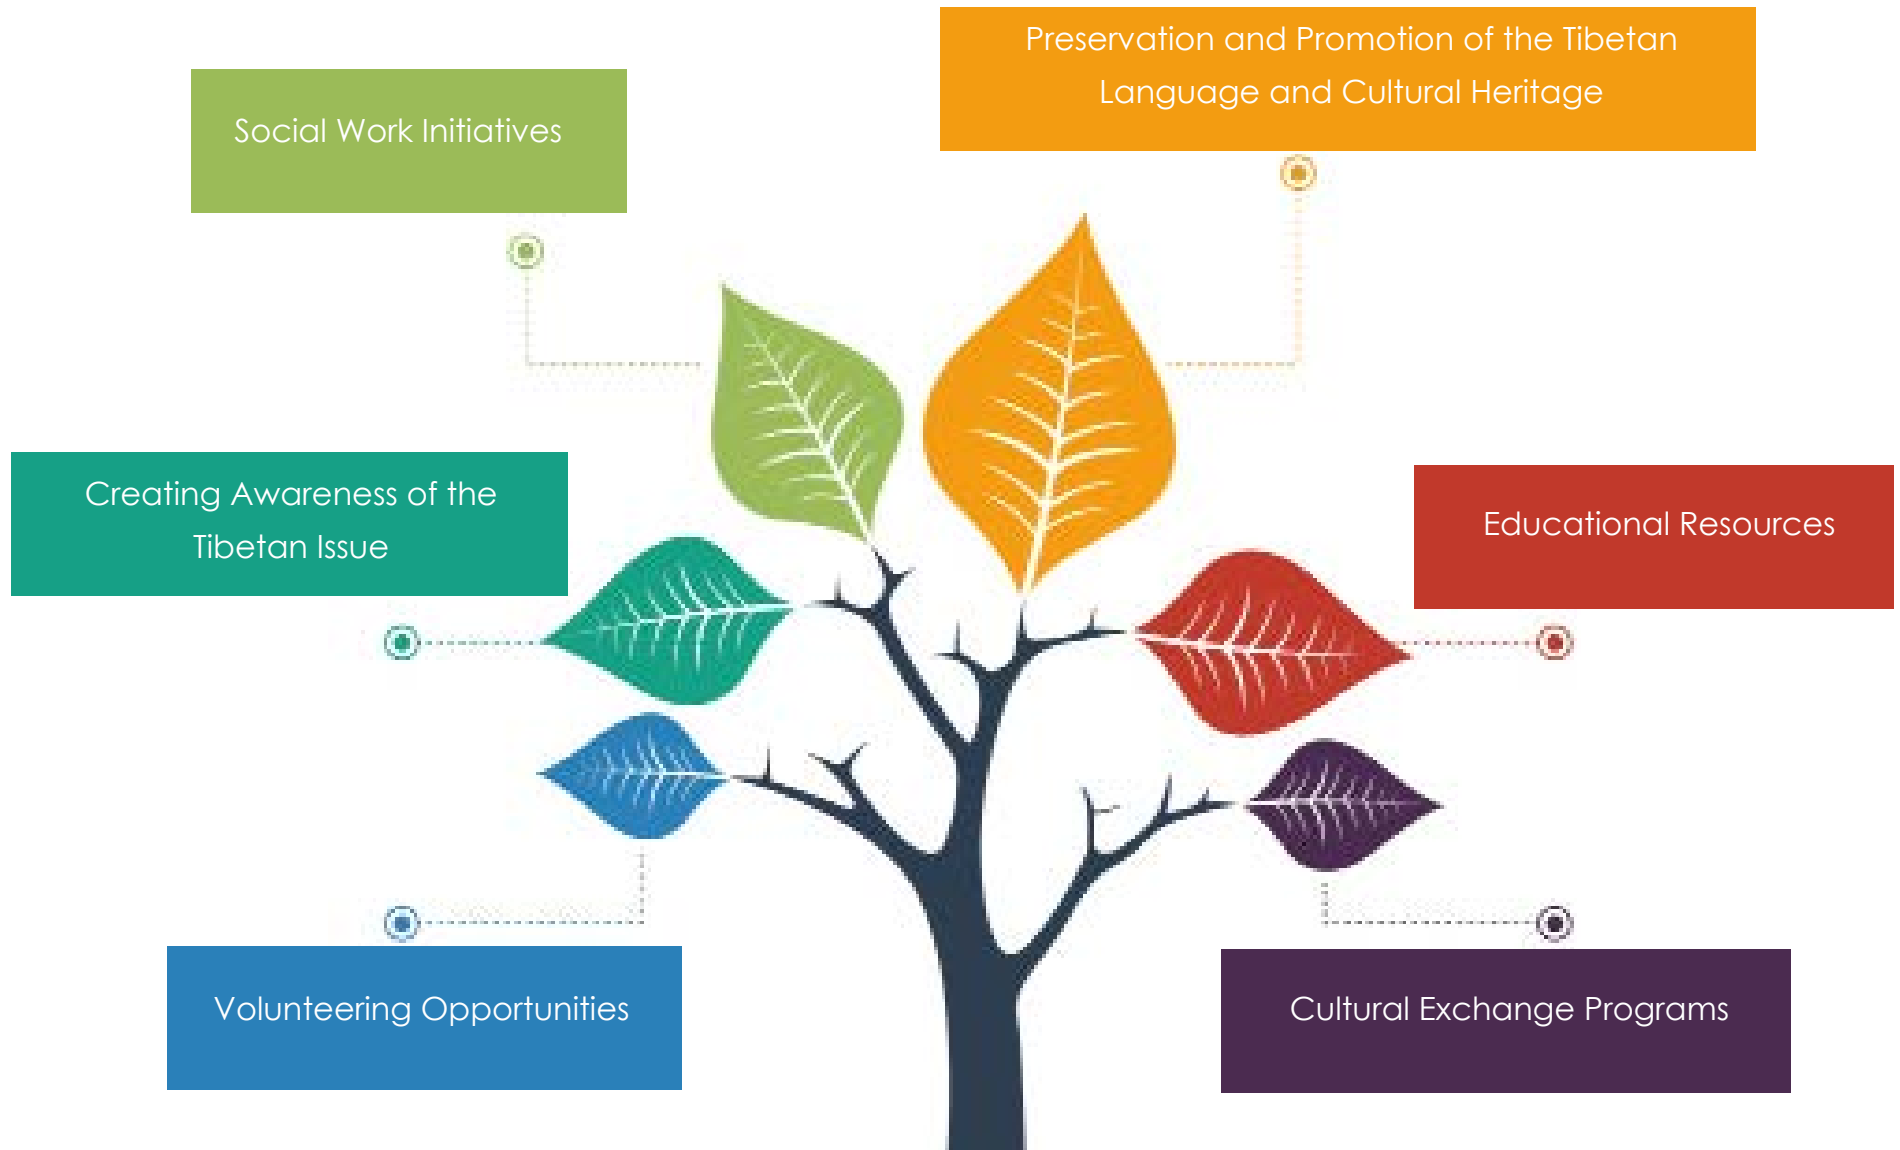 Preservation and Promotion of the Tibetan
Language and Cultural Heritage
Social Work Initiatives
Creating Awareness of the
Tibetan Issue
Educational Resources
Volunteering Opportunities
Cultural Exchange Programs